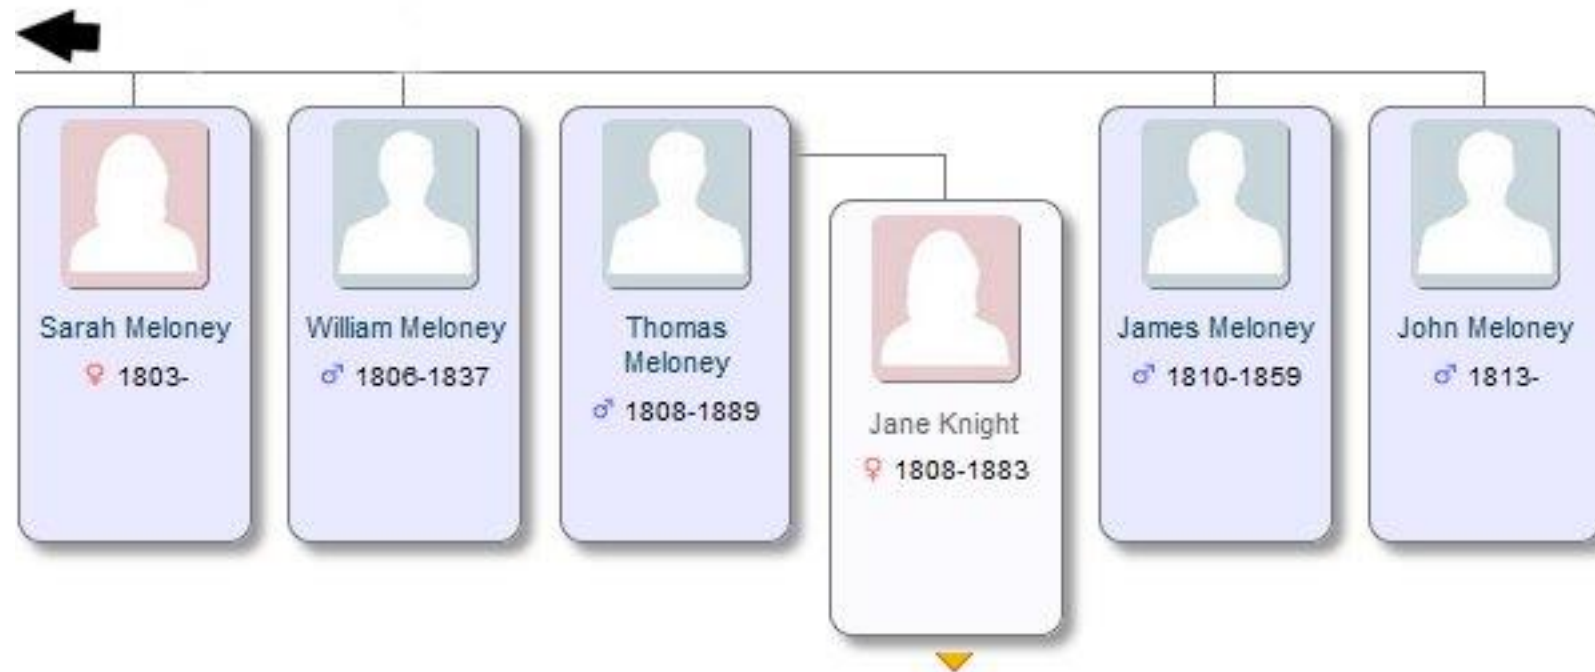 Sarah Meloney
♀ 1803-
William Meloney
♂ 1806-1837
Thomas
Meloney
♂ 1808-1889
Jane Knight
♀ 1808-1883
James Meloney
♂ 1810-1859
John Meloney
♂ 1813-